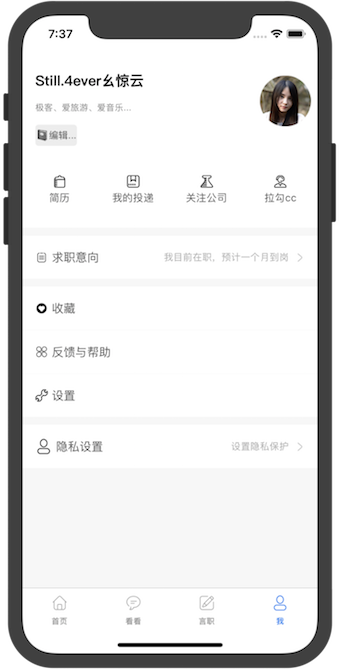 7:37
Still.4ever幺惊云
极客、爱旅游、爱音乐...
编辑...
简历 我的投递 关注公司 拉勾cc
求职意向 我目前在职，预计一个月到岗
收藏
反馈与帮助
设置
隐私设置 设置隐私保护
首页 看看 言职 我